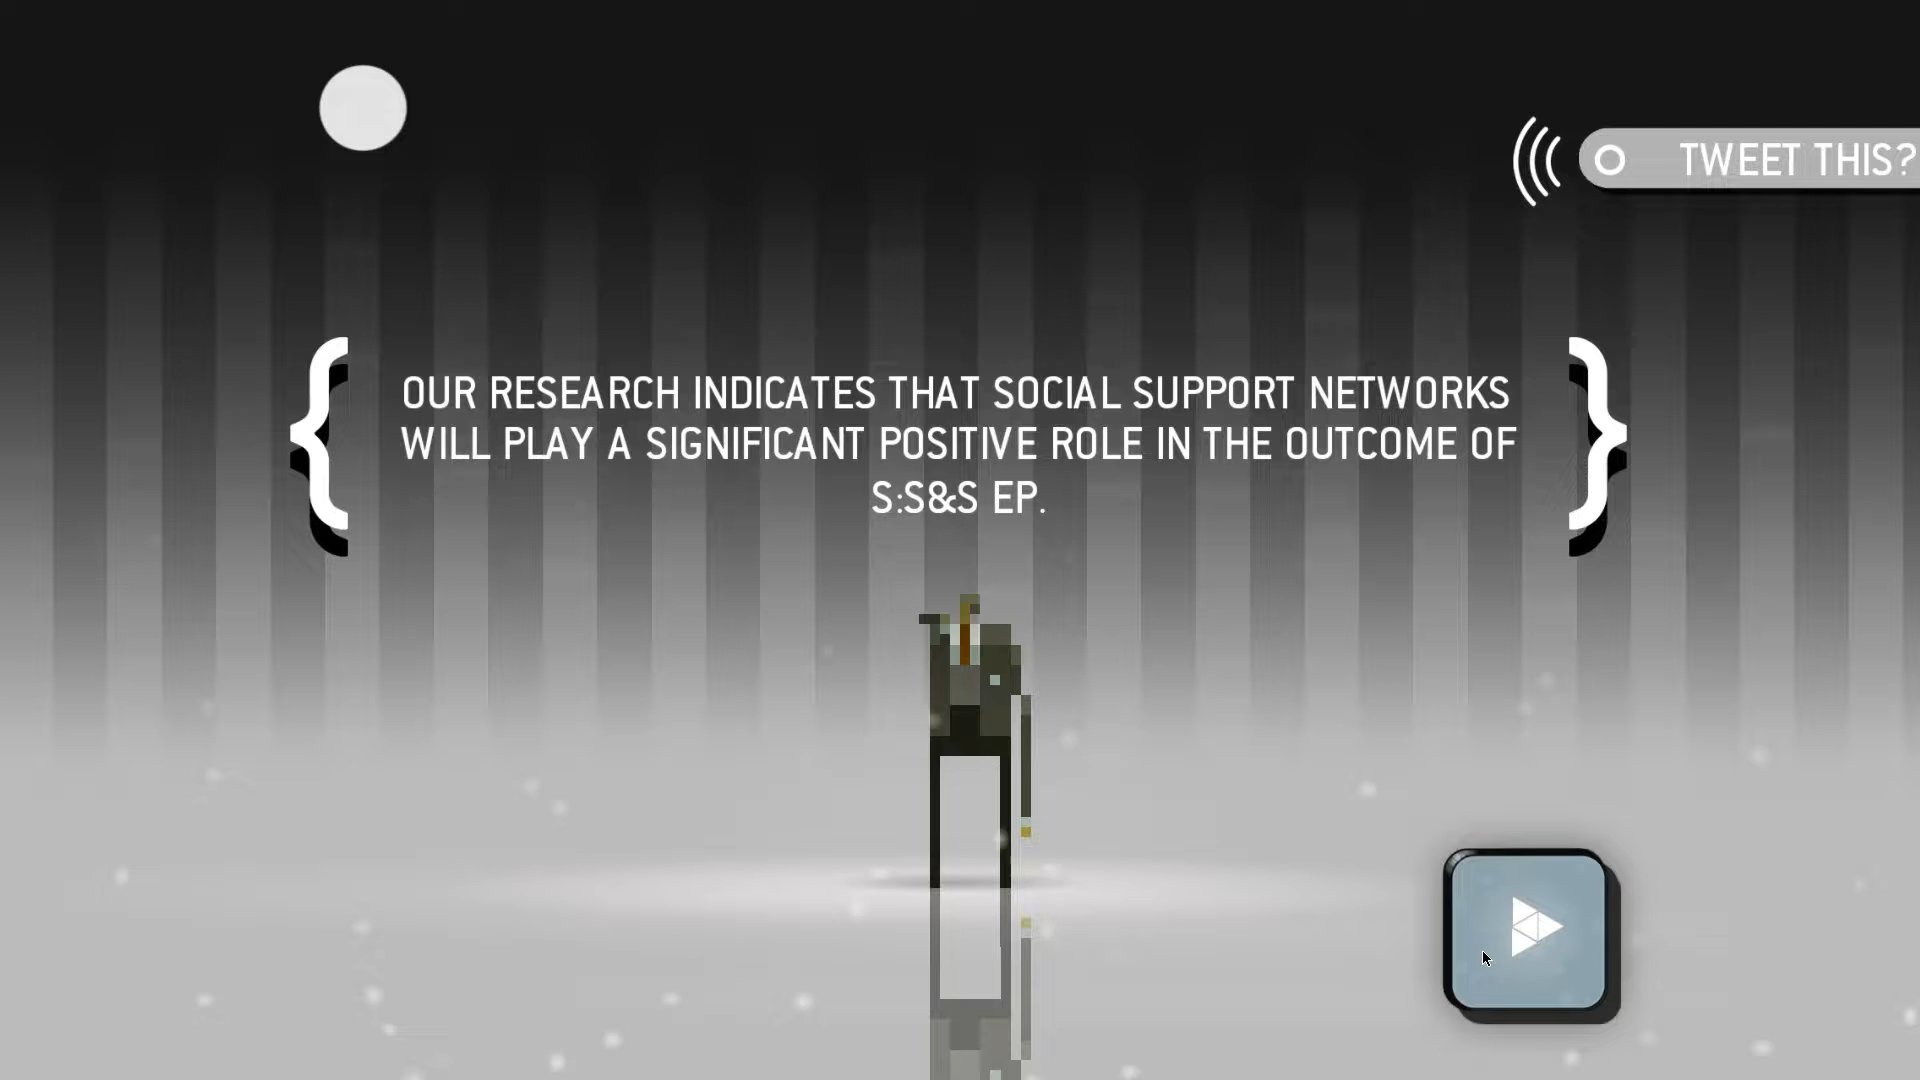 TWEET THIS?
OUR RESEARCH INDICATES THAT SOCIAL SUPPORT NETWORKS
WILL PLAY A SIGNIFICANT POSITIVE ROLE IN THE OUTCOME OF
S:S&S EP.